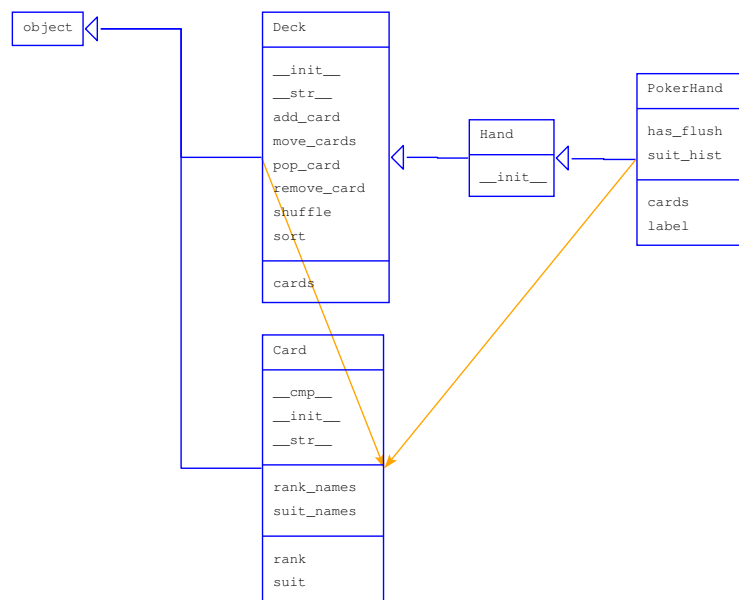 object
Deck
__init__
__str__
add_card
move_cards
pop_card
remove_card
shuffle
sort
cards
Hand
__init__
PokerHand
has_flush
suit_hist
cards
label
Card
__cmp__
__init__
__str__
rank_names
suit_names
rank
suit